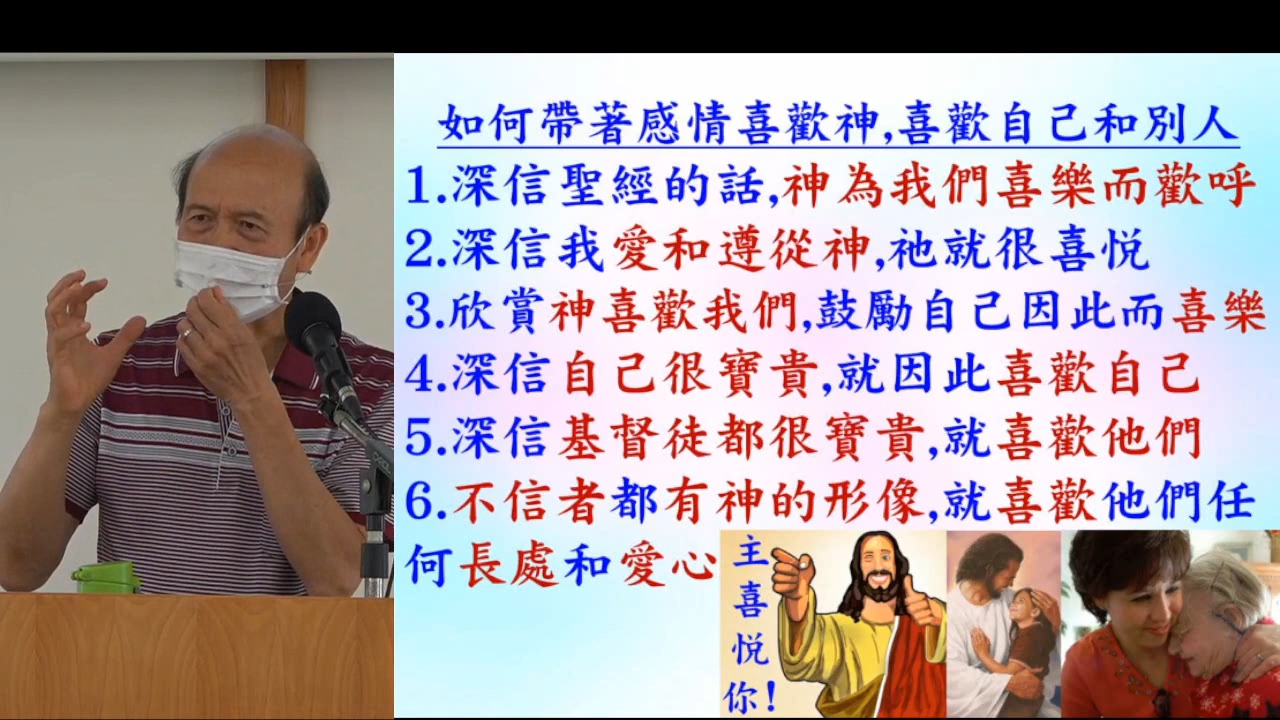 如何帶著感情喜歡神,喜歡自己和別人
1.深信聖經的話,神為我們喜樂而歡呼
2.深信我愛和遵從神,祂就很喜悦
3.欣賞神喜歡我們,鼓勵自己因此而喜樂
4.深信自己很寶貴,就因此喜歡自己
5.深信基督徒都很寶貴,就喜歡他們
6.不信者都有神的形像,就喜歡他們任
何長處和愛心
主喜悦你!